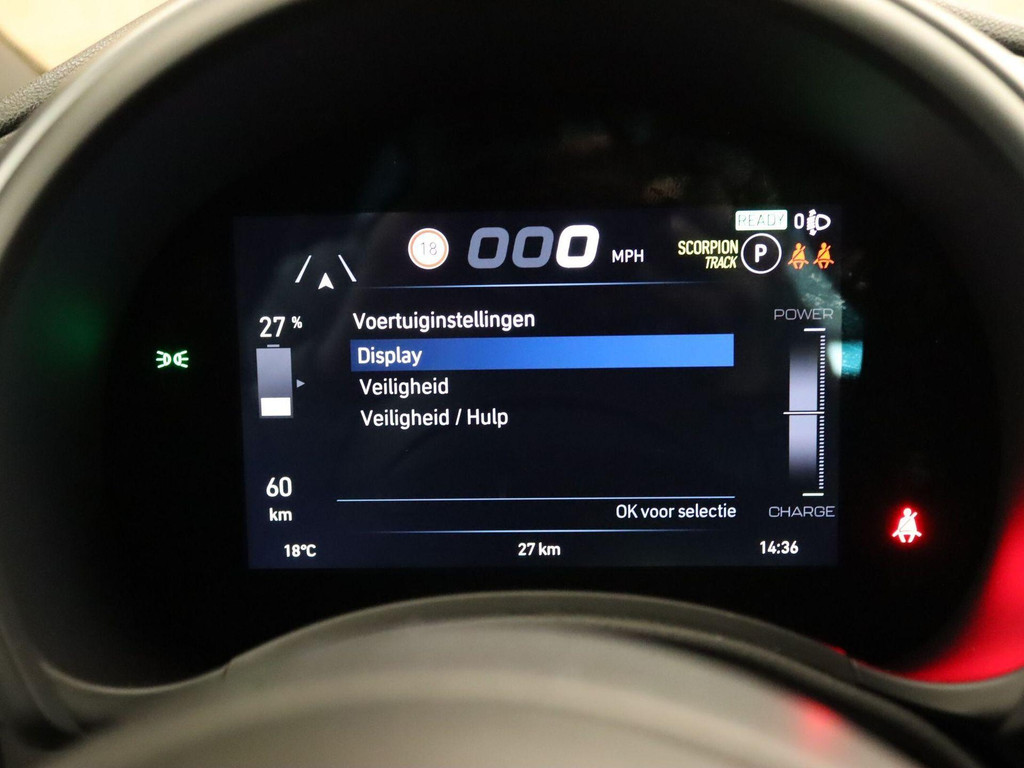 READY 0
18 000 MPH
SCORPION
TRACK
P
27 %
Voertuiginstellingen
POWER
Display
Veiligheid
Veiligheid / Hulp
60
km
OK voor selectie
CHARGE
18°C 27 km 14:36